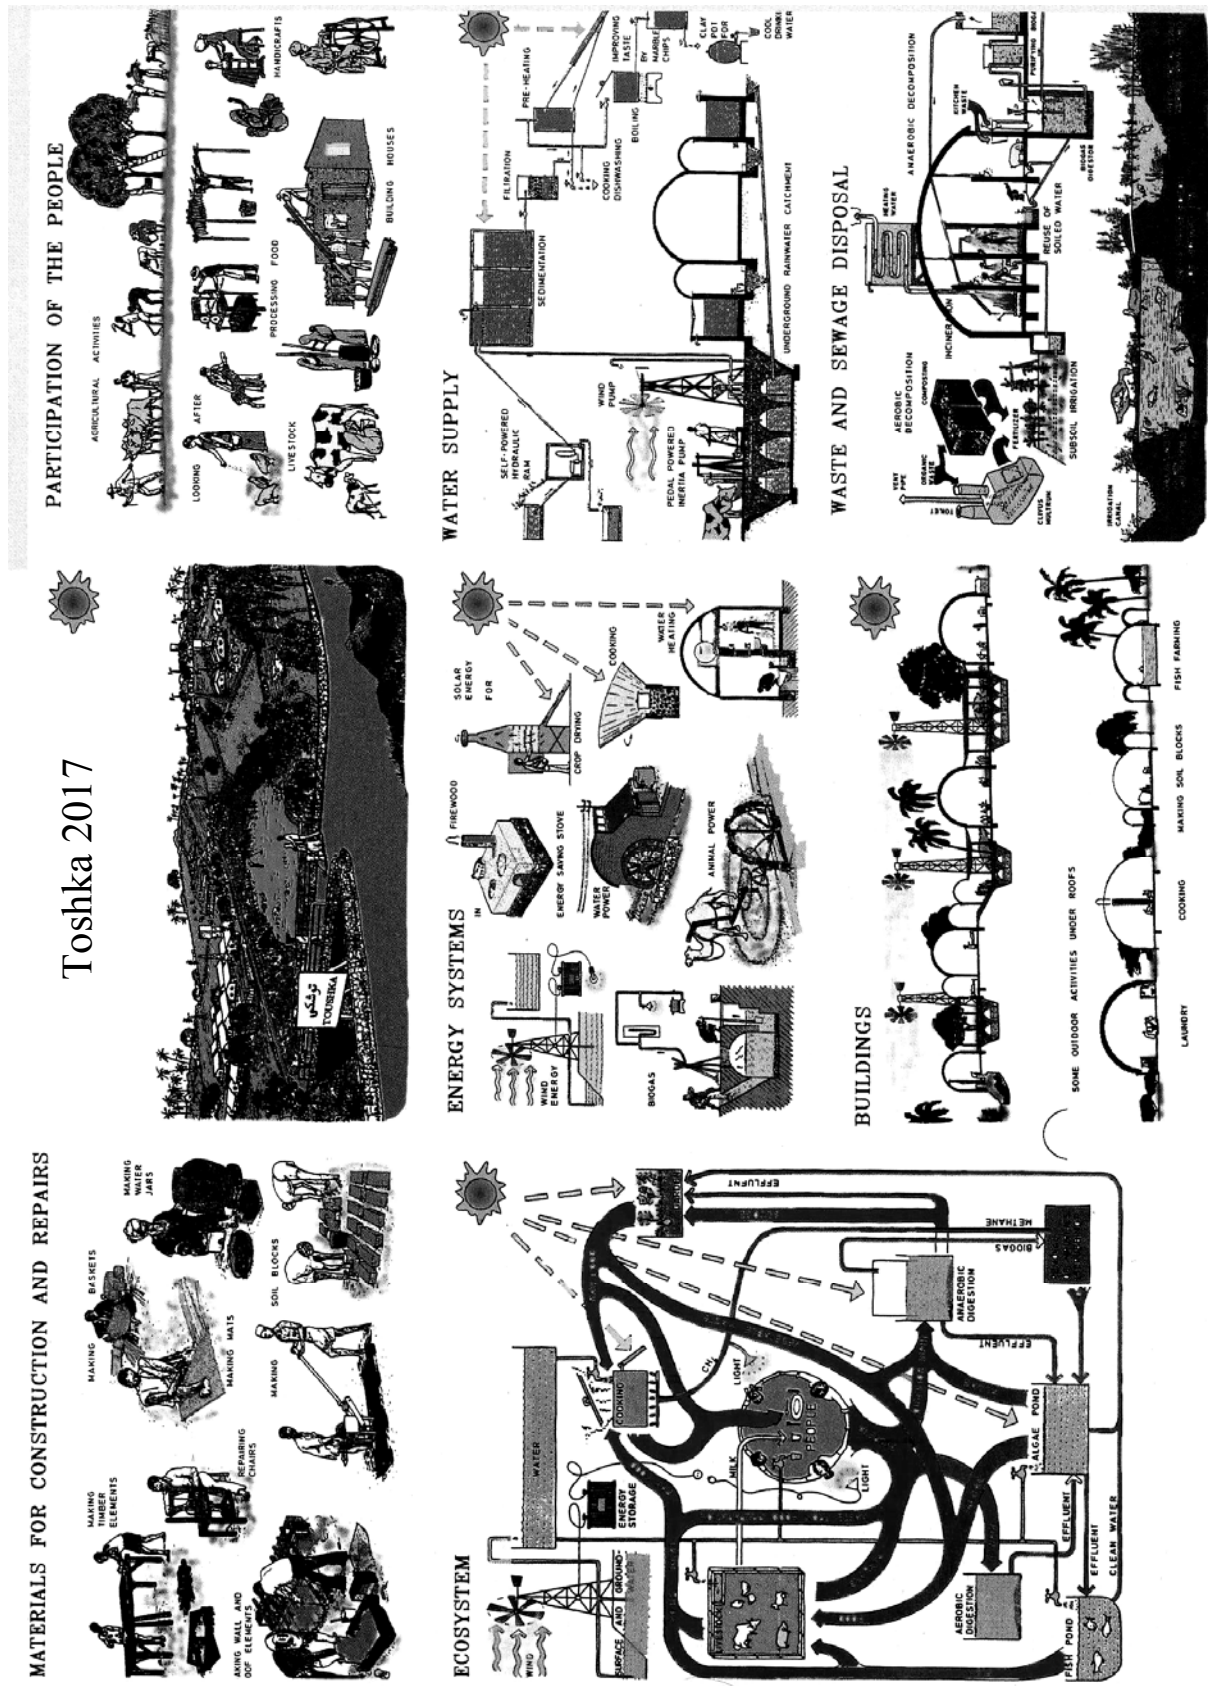 MATERIALS FOR CONSTRUCTION AND REPAIRS
MAKING
TIMBER
ELEMENTS
MAKING BASKETS
MAKING
WATER
JARS
AKING WALL AND
OOF ELEMENTS
REPAIRING
CHAIRS
MAKING MATS
MAKING SOIL BLOCKS
Toshka 2017
توشكى
TOUSHKA
PARTICIPATION OF THE PEOPLE
AGRICULTURAL ACTIVITIES
LOOKING AFTER
LIVESTOCK
PROCESSING FOOD
HANDICRAFTS
BUILDING HOUSES
ECOSYSTEM
WIND
SURFACE AND GROUND-
WATER
WATER
ENERGY
STORAGE
COOKING
CH4
LIGHT
MILK
PEOPLE
LIGHT
LIVESTOCK
EFFLUENT
METHANE
BIOGAS
ANAEROBIC
DIGESTION
EFFLUENT
AEROBIC
DIGESTION
ALGAE POND
EFFLUENT
EFFLUENT
CLEAN WATER
FISH POND
ENERGY SYSTEMS
WIND
ENERGY
BIOGAS
IN FIREWOOD
ENERGY SAVING STOVE
WATER
POWER
ANIMAL POWER
SOLAR
ENERGY
FOR
CROP DRYING
COOKING
WATER
HEATING
WATER SUPPLY
SELF-POWERED
HYDRAULIC
RAM
SEDIMENTATION
FILTRATION
PRE-HEATING
COOKING
DISHWASHING
BOILING
IMPROVING
TASTE
BY
MARBLE
CHIPS
CLAY
POT
FOR
COOL
DRINKING
WATER
WIND
PUMP
PEDAL POWERED
INERTIA PUMP
UNDERGROUND RAINWATER CATCHMENT
BUILDINGS
SOME OUTDOOR ACTIVITIES UNDER ROOFS
LAUNDRY
COOKING
MAKING SOIL BLOCKS
FISH FARMING
WASTE AND SEWAGE DISPOSAL
HEATING
WATER
ANAEROBIC DECOMPOSITION
KITCHEN
WASTE
PURIFYING BIOGAS
AEROBIC
DECOMPOSITION
VENT
PIPE
ORGANIC
WASTE
COMPOSTING
INCINERATION
TOILET
FERTILIZER
CLIVUS
MULTRUM
SUBSOIL IRRIGATION
REUSE OF
SOILED WATER
BIOGAS
DIGESTOR
IRRIGATION
CANAL